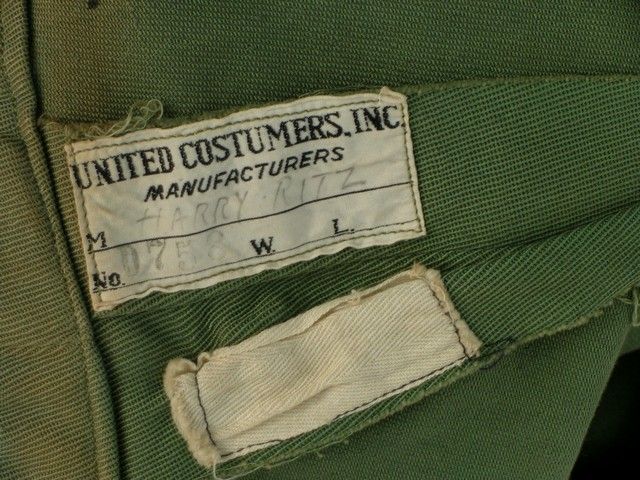 UNITED COSTUMERS, INC.
MANUFACTURERS
M HARRY RITZ
No. 0758 W. L.